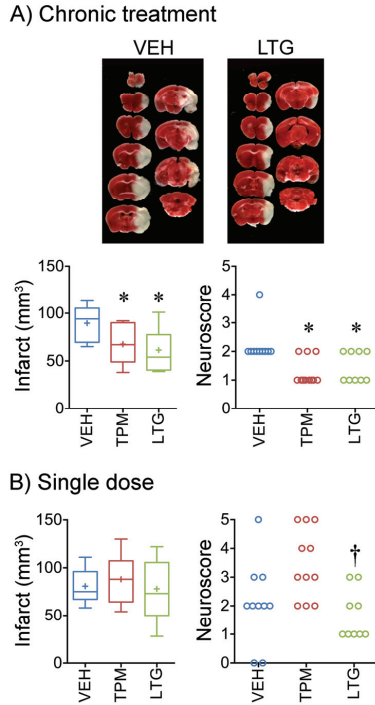 A) Chronic treatment
VEH LTG
150
100
50
0
Infarct (mm³)
* *
VEH TPM LTG
5
4
3
2
1
0
Neuroscore
* *
VEH TPM LTG
B) Single dose
150
100
50
0
Infarct (mm³)
VEH TPM LTG
5
4
3
2
1
0
Neuroscore
†
VEH TPM LTG